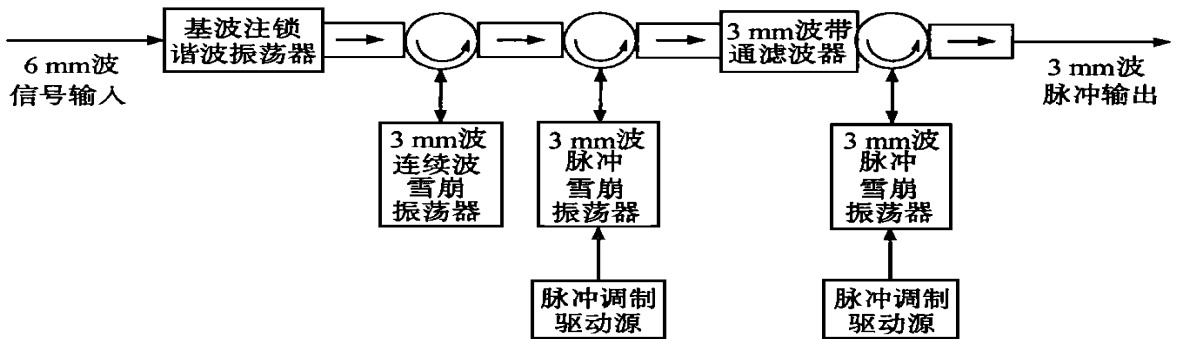 6 mm波
信号输入
基波注锁
谐波振荡器
3 mm波
连续波
雪崩
振荡器
3 mm波
脉冲
雪崩
振荡器
脉冲调制
驱动源
3 mm波带
通滤波器
3 mm波
脉冲
雪崩
振荡器
脉冲调制
驱动源
3 mm波
脉冲输出